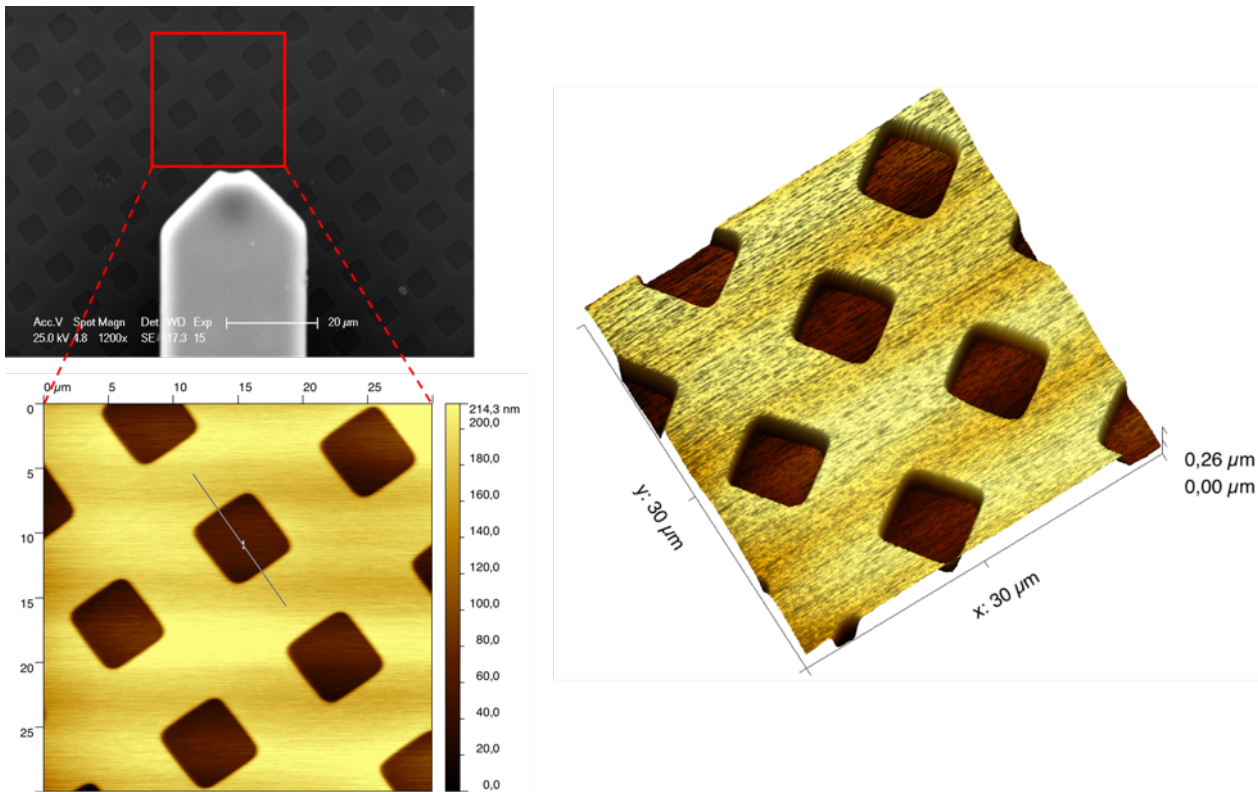 Acc.V Spot Magn Det WD Exp 20 µm
25.0 kV 4.8 1200x SE 17.3 15
0 µm 5 10 15 20 25
0
5
10
15
20
25
214,3 nm
200,0
180,0
160,0
140,0
120,0
100,0
80,0
60,0
40,0
20,0
0,0
0,26 µm
0,00 µm
y: 30 µm
x: 30 µm